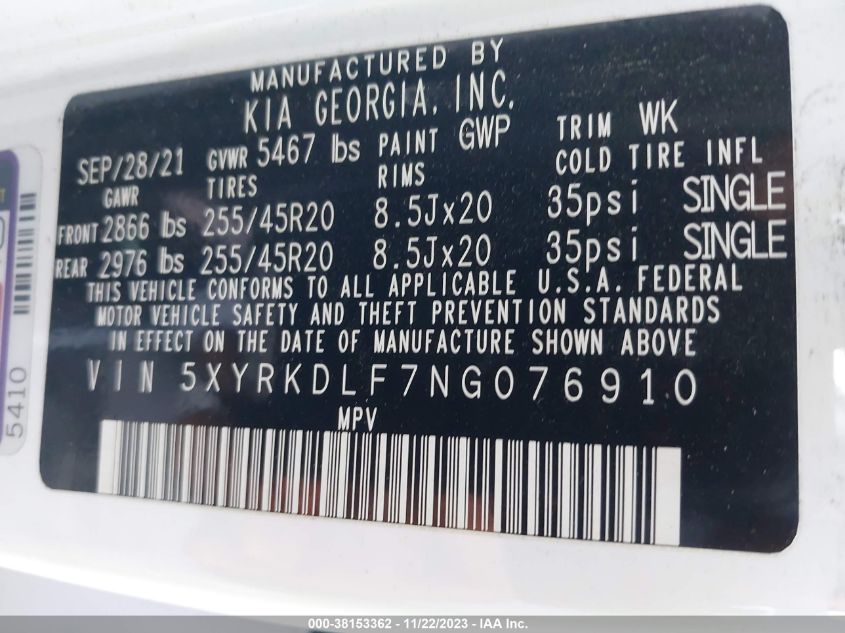 MANUFACTURED BY
KIA GEORGIA, INC.
SEP/28/21 GVWR 5467 lbs PAINT GWP TRIM WK
GAWR TIRES RIMS COLD TIRE INFL
FRONT 2866 lbs 255/45R20 8.5Jx20 35psi SINGLE
REAR 2976 lbs 255/45R20 8.5Jx20 35psi SINGLE
THIS VEHICLE CONFORMS TO ALL APPLICABLE U.S.A. FEDERAL
MOTOR VEHICLE SAFETY AND THEFT PREVENTION STANDARDS
IN EFFECT ON THE DATE OF MANUFACTURE SHOWN ABOVE
VIN 5XYRKDLF7NG076910
MPV
5410
000-38153362 - 11/22/2023 - IAA Inc.